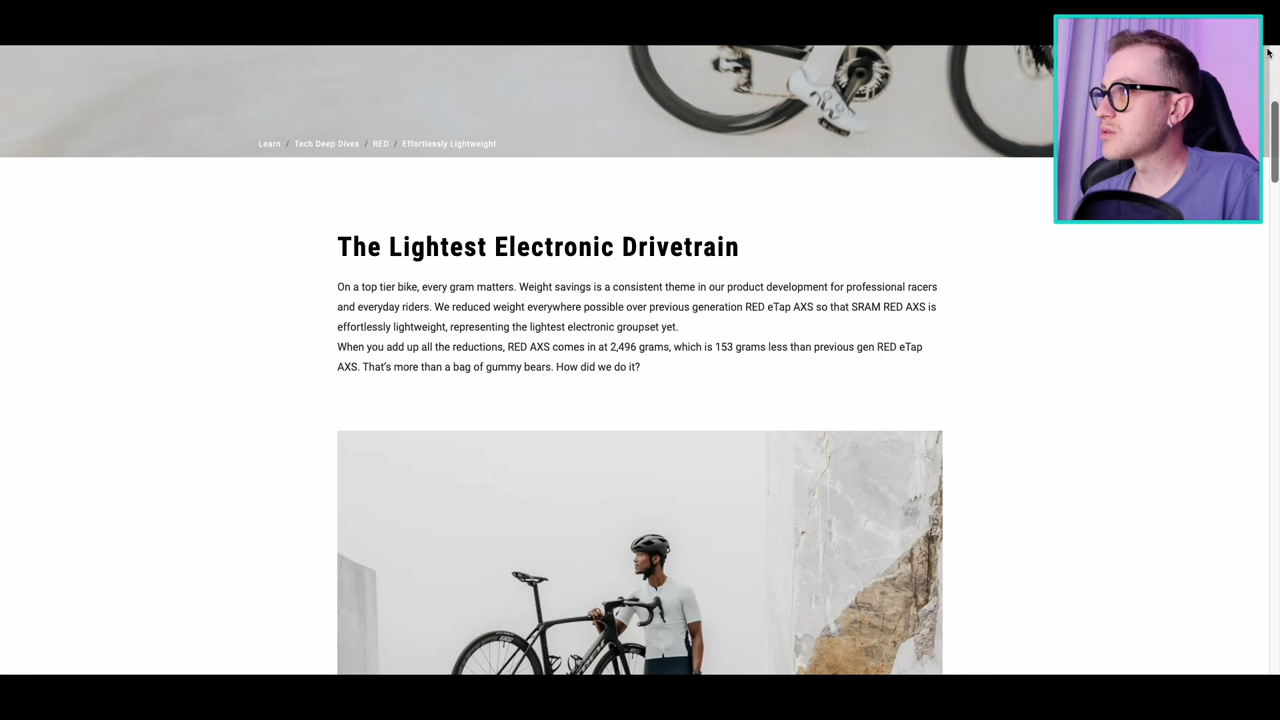 Learn / Tech Deep Dives / RED / Effortlessly Lightweight
The Lightest Electronic Drivetrain
On a top tier bike, every gram matters. Weight savings is a consistent theme in our product development for professional racers
and everyday riders. We reduced weight everywhere possible over previous generation RED eTap AXS so that SRAM RED AXS is
effortlessly lightweight, representing the lightest electronic groupset yet.
When you add up all the reductions, RED AXS comes in at 2,496 grams, which is 153 grams less than previous gen RED eTap
AXS. That’s more than a bag of gummy bears. How did we do it?